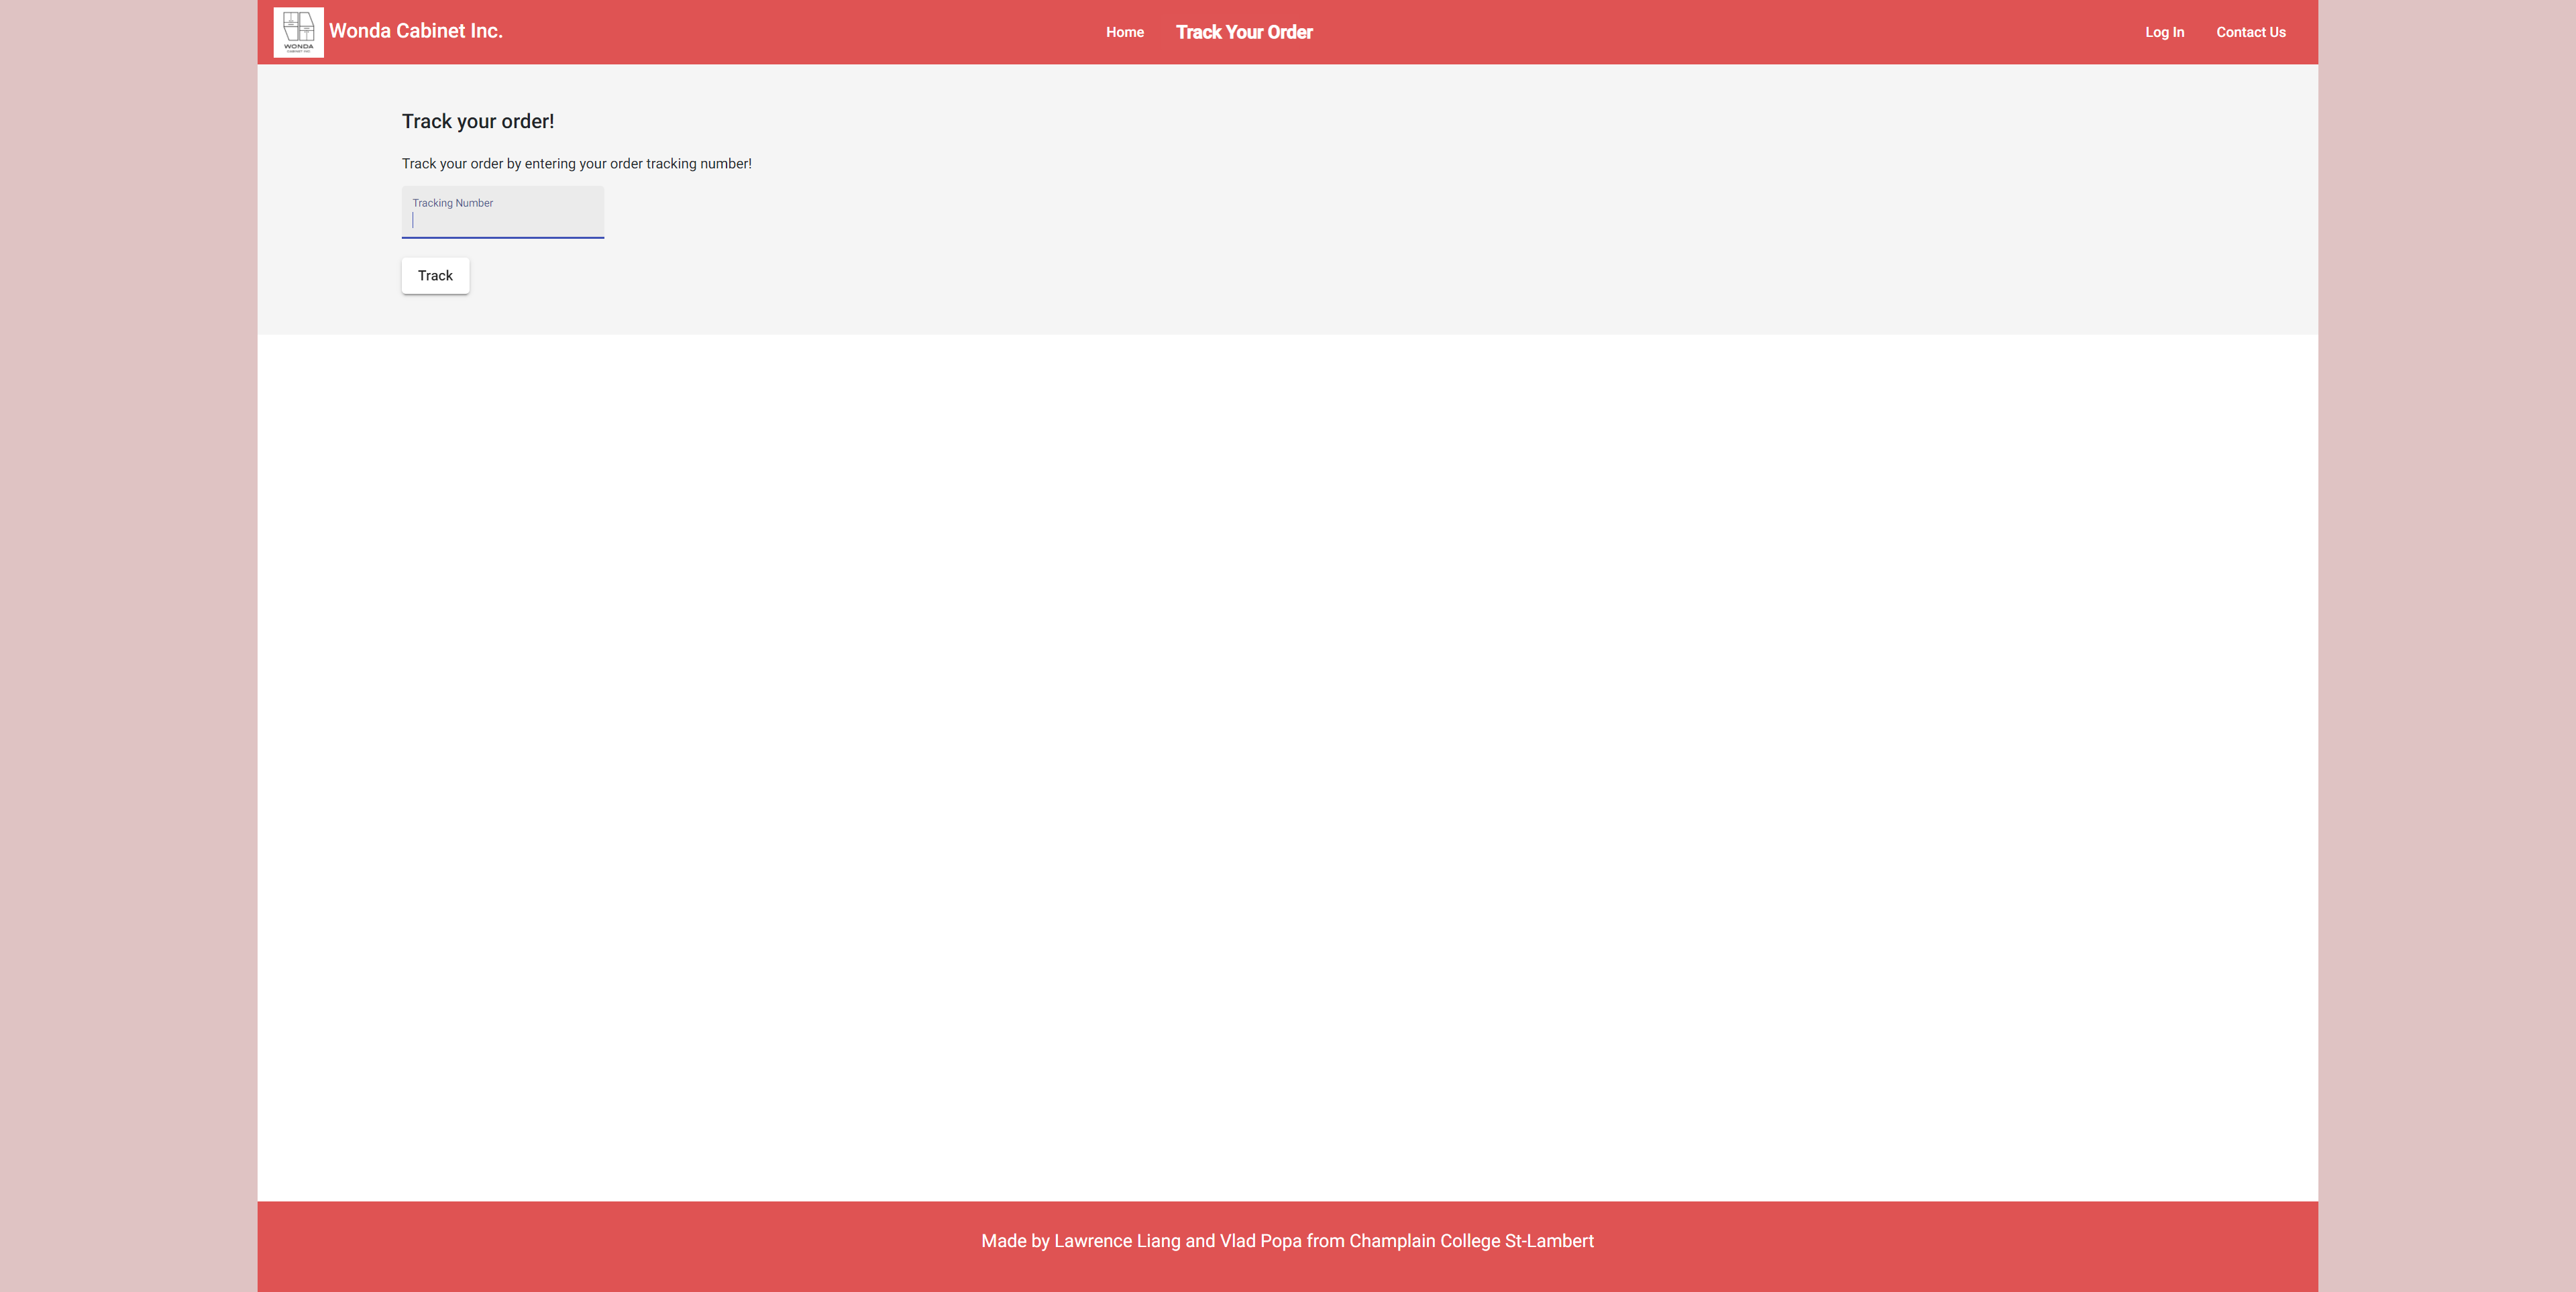 WONDA
CABINET INC.
Wonda Cabinet Inc.
Home
Track Your Order
Log In
Contact Us
Track your order!
Track your order by entering your order tracking number!
Tracking Number
Track
Made by Lawrence Liang and Vlad Popa from Champlain College St-Lambert